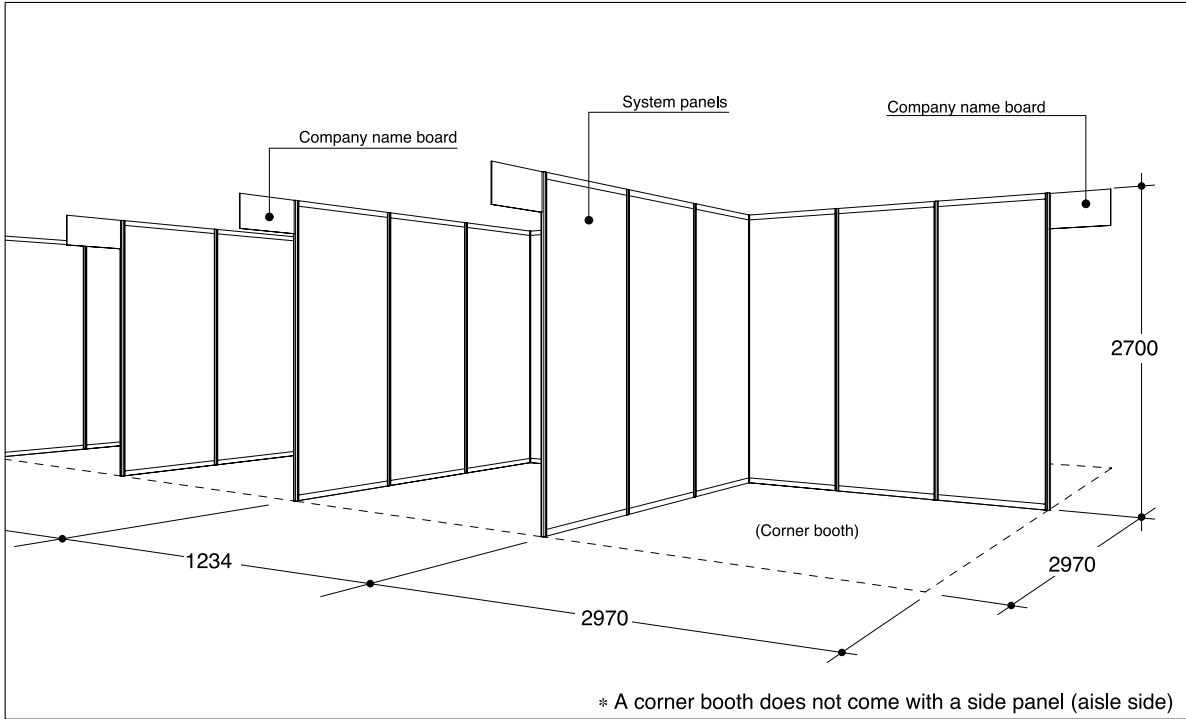 System panels
Company name board
Company name board
2700
(Corner booth)
1234
2970
2970
* A corner booth does not come with a side panel (aisle side)